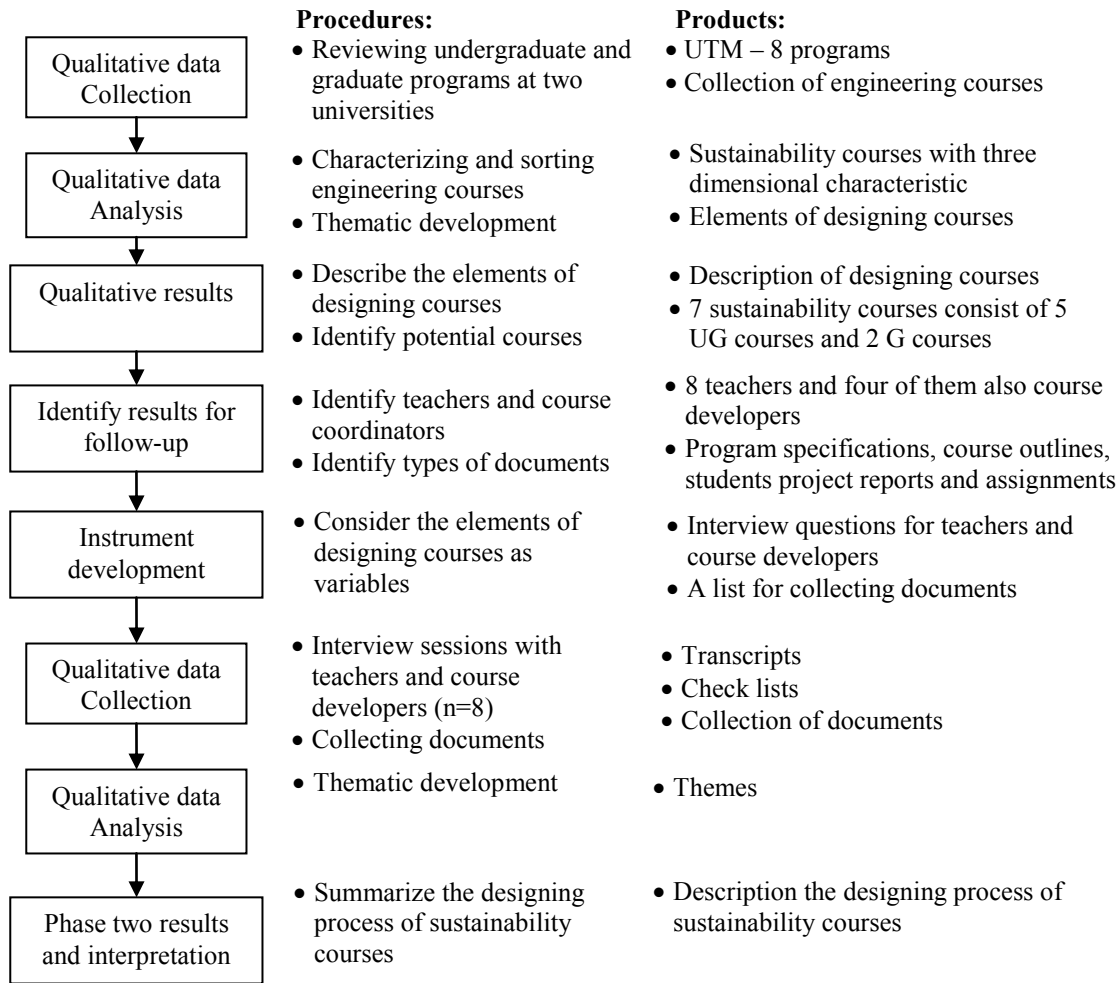 Procedures:
Products:
Qualitative data
Collection
• Reviewing undergraduate and
graduate programs at two
universities
• UTM – 8 programs
• Collection of engineering courses
Qualitative data
Analysis
• Characterizing and sorting
engineering courses
• Thematic development
• Sustainability courses with three
dimensional characteristic
• Elements of designing courses
Qualitative results
• Describe the elements of
designing courses
• Identify potential courses
• Description of designing courses
• 7 sustainability courses consist of 5
UG courses and 2 G courses
Identify results for
follow-up
• Identify teachers and course
coordinators
• Identify types of documents
• 8 teachers and four of them also course
developers
• Program specifications, course outlines,
students project reports and assignments
Instrument
development
• Consider the elements of
designing courses as
variables
• Interview questions for teachers and
course developers
• A list for collecting documents
Qualitative data
Collection
• Interview sessions with
teachers and course
developers (n=8)
• Collecting documents
• Transcripts
• Check lists
• Collection of documents
Qualitative data
Analysis
• Thematic development
• Themes
Phase two results
and interpretation
• Summarize the designing
process of sustainability
courses
• Description the designing process of
sustainability courses